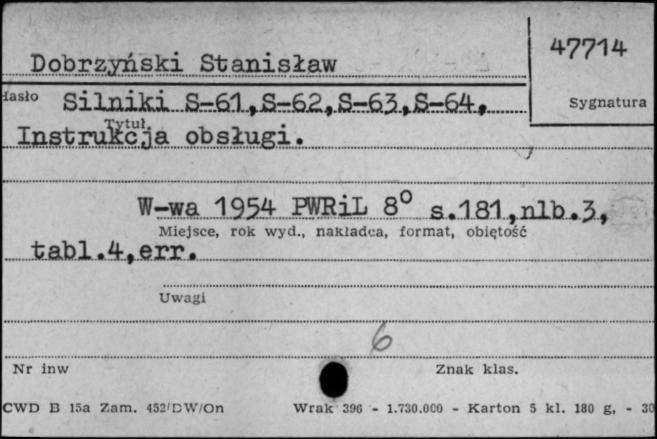 47714
Dobrzyński Stanisław
Hasło
Sygnatura
Silniki S-61,S-62,S-63,S-64.
Tytuł
Instrukcja obsługi.
W-wa 1954 PWRiL 8° s.181,nlb.3,
Miejsce, rok wyd., nakładca, format, objętość
tabl.4,err.
Uwagi
6
Nr inw
Znak klas.
CWD B 15a Zam. 452/DW/On
Wrak 396 - 1.730.000 - Karton 5 kl. 180 g, - 30